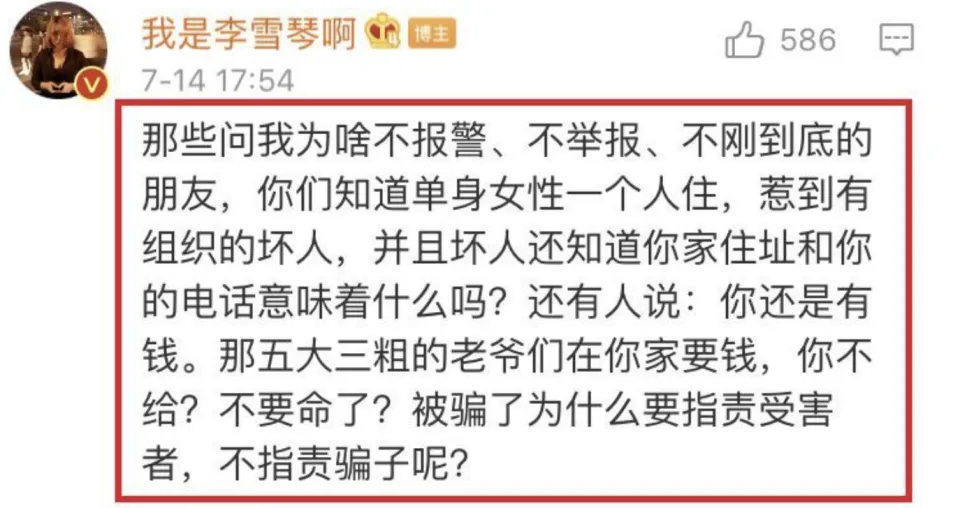 我是李雪琴啊 博主
586
7-14 17:54
那些问我为啥不报警、不举报、不刚到底的
朋友，你们知道单身女性一个人住，惹到有
组织的坏人，并且坏人还知道你家住址和你
的电话意味着什么吗？还有人说：你还是有
钱。那五大三粗的老爷们在你家要钱，你不
给？不要命了？被骗了为什么要指责受害
者，不指责骗子呢？